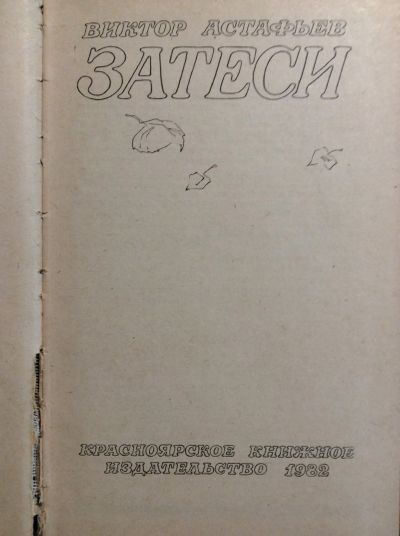 ВИКТОР АСТАФЬЕВ
ЗАТЕСИ
КРАСНОЯРСКОЕ КНИЖНОЕ
ИЗДАТЕЛЬСТВО 1982